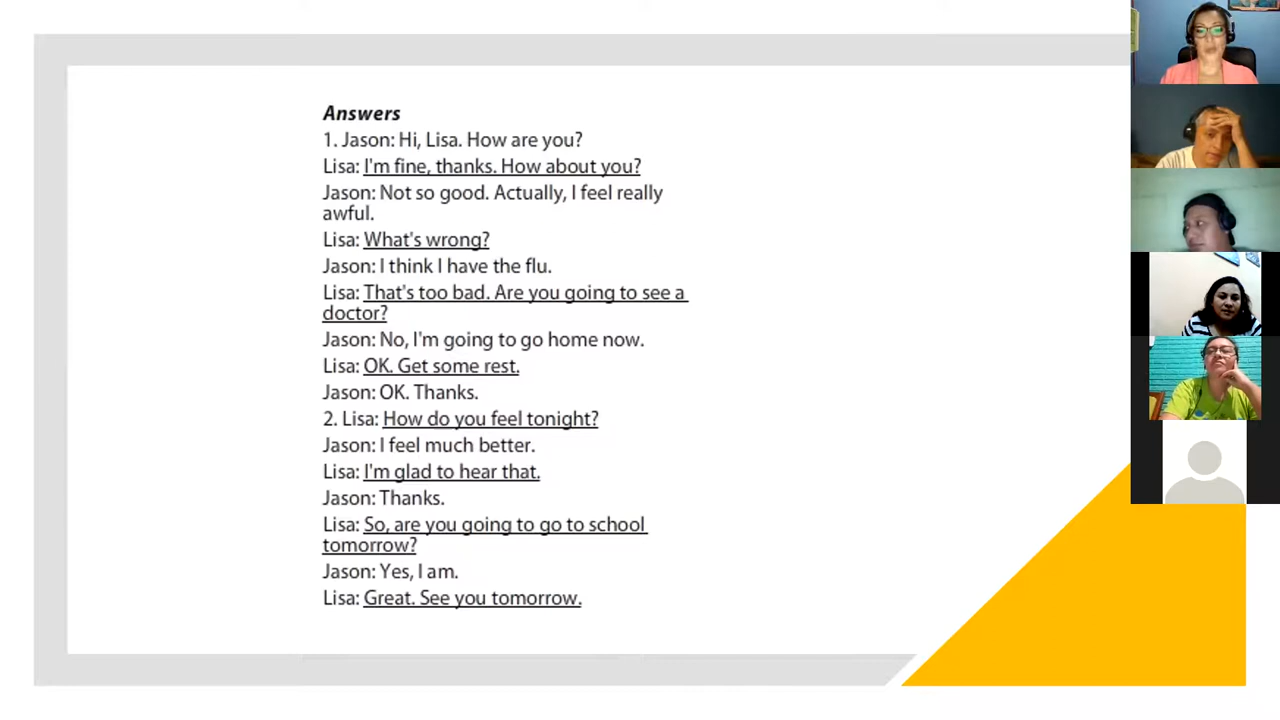 Answers
1. Jason: Hi, Lisa. How are you?
Lisa: I'm fine, thanks. How about you?
Jason: Not so good. Actually, I feel really
awful.
Lisa: What's wrong?
Jason: I think I have the flu.
Lisa: That's too bad. Are you going to see a
doctor?
Jason: No, I'm going to go home now.
Lisa: OK. Get some rest.
Jason: OK. Thanks.
2. Lisa: How do you feel tonight?
Jason: I feel much better.
Lisa: I'm glad to hear that.
Jason: Thanks.
Lisa: So, are you going to go to school
tomorrow?
Jason: Yes, I am.
Lisa: Great. See you tomorrow.